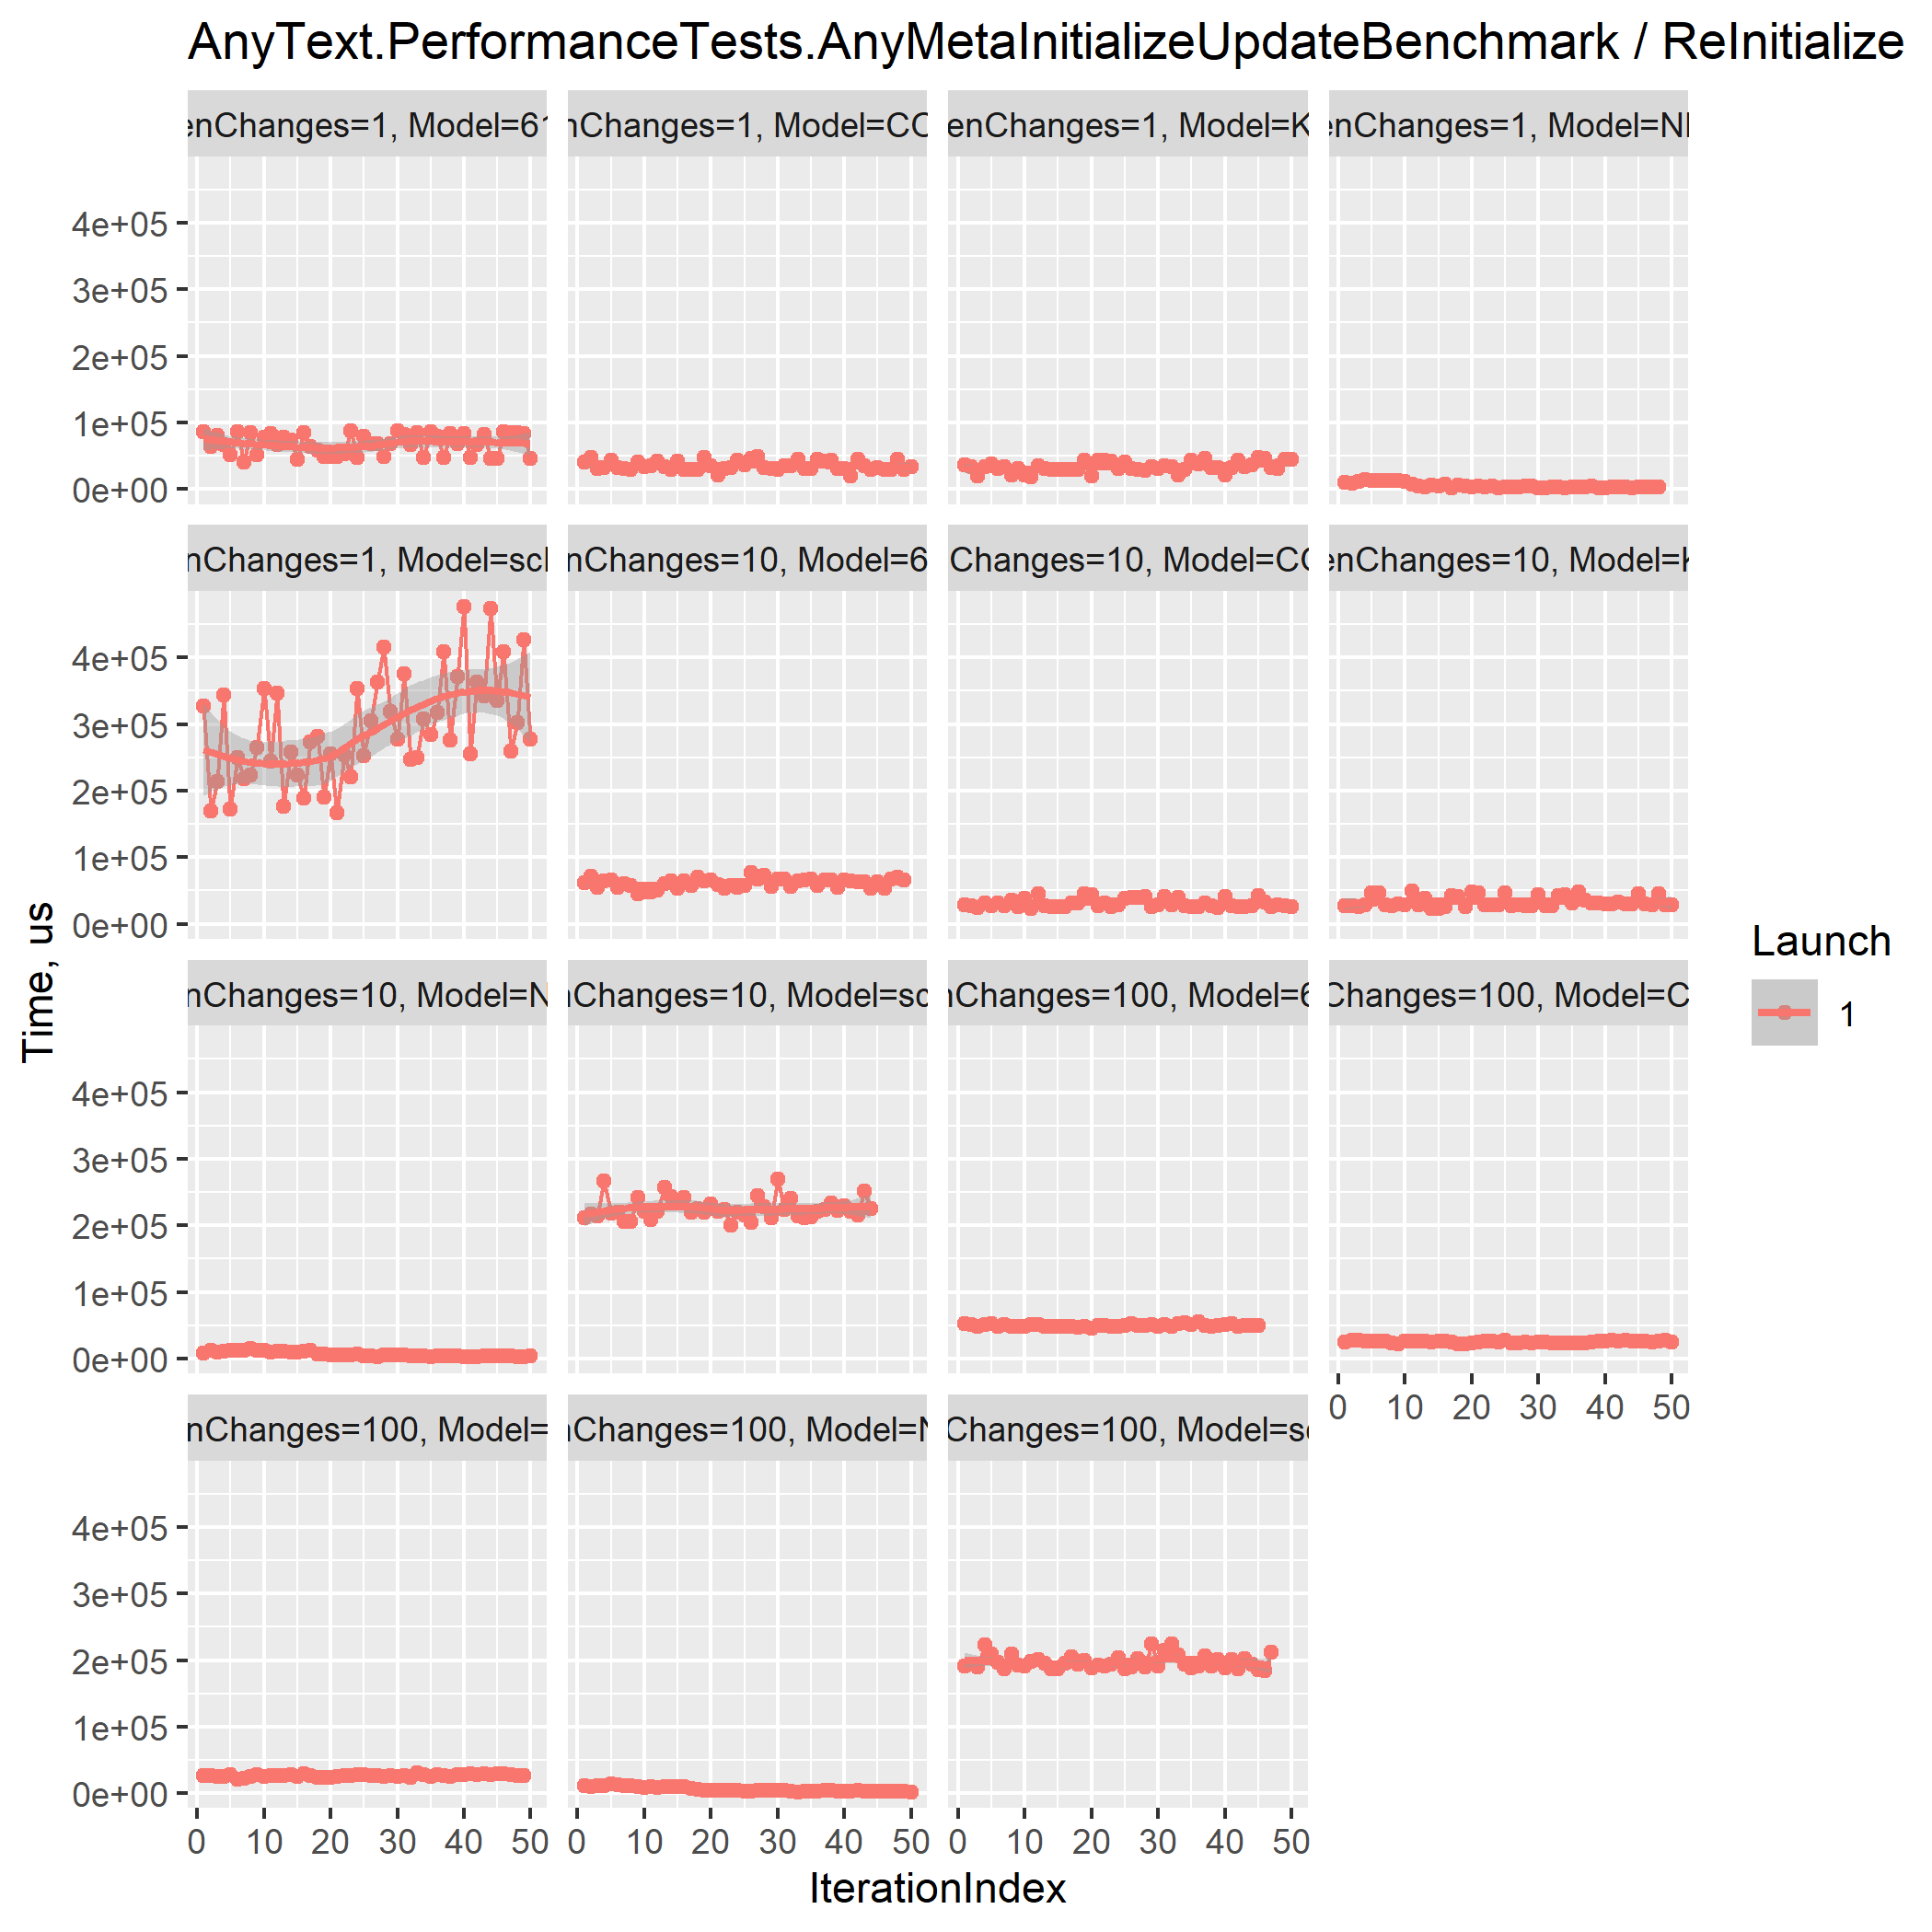 AnyText.PerformanceTests.AnyMetaInitializeUpdateBenchmark / ReInitialize
enChanges=1, Model=61
nChanges=1, Model=CO
enChanges=1, Model=K
enChanges=1, Model=N
4e+05
3e+05
2e+05
1e+05
0e+00
nChanges=1, Model=sch
nChanges=10, Model=6
Changes=10, Model=CO
enChanges=10, Model=K
4e+05
3e+05
2e+05
1e+05
0e+00
nChanges=10, Model=N
nChanges=10, Model=sc
nChanges=100, Model=6
Changes=100, Model=C
4e+05
3e+05
2e+05
1e+05
0e+00
0 10 20 30 40 50
nChanges=100, Model=
nChanges=100, Model=N
Changes=100, Model=s
4e+05
3e+05
2e+05
1e+05
0e+00
0 10 20 30 40 50
0 10 20 30 40 50
0 10 20 30 40 50
IterationIndex
Time, us
Launch
1